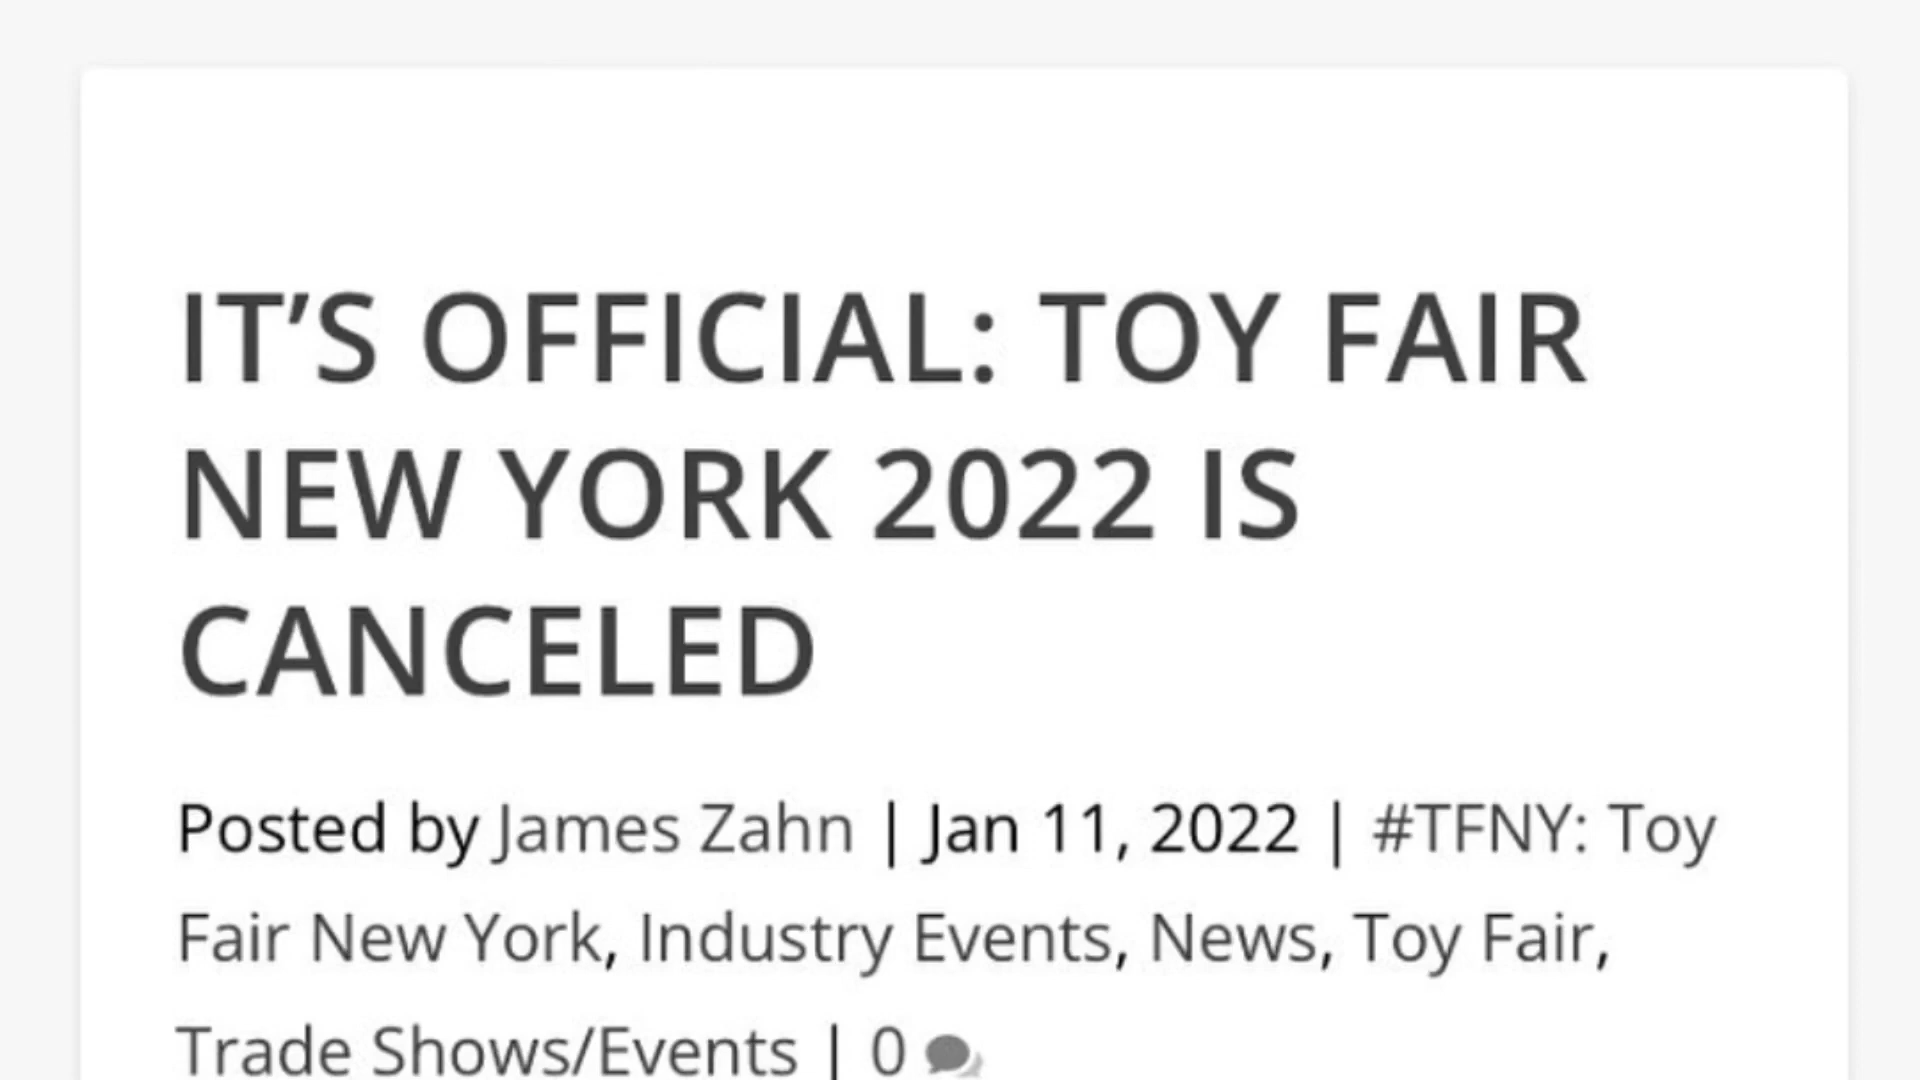 IT’S OFFICIAL: TOY FAIR
NEW YORK 2022 IS
CANCELED
Posted by James Zahn | Jan 11, 2022 | #TFNY: Toy
Fair New York, Industry Events, News, Toy Fair,
Trade Shows/Events | 0